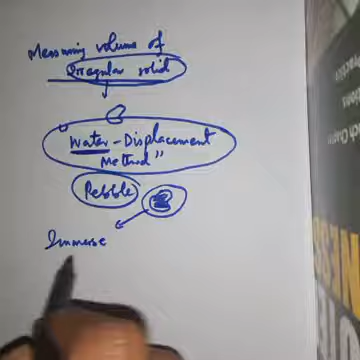 Measuring volume of
irregular solid
"Water-Displacement
Method"
Pebble
Immerse